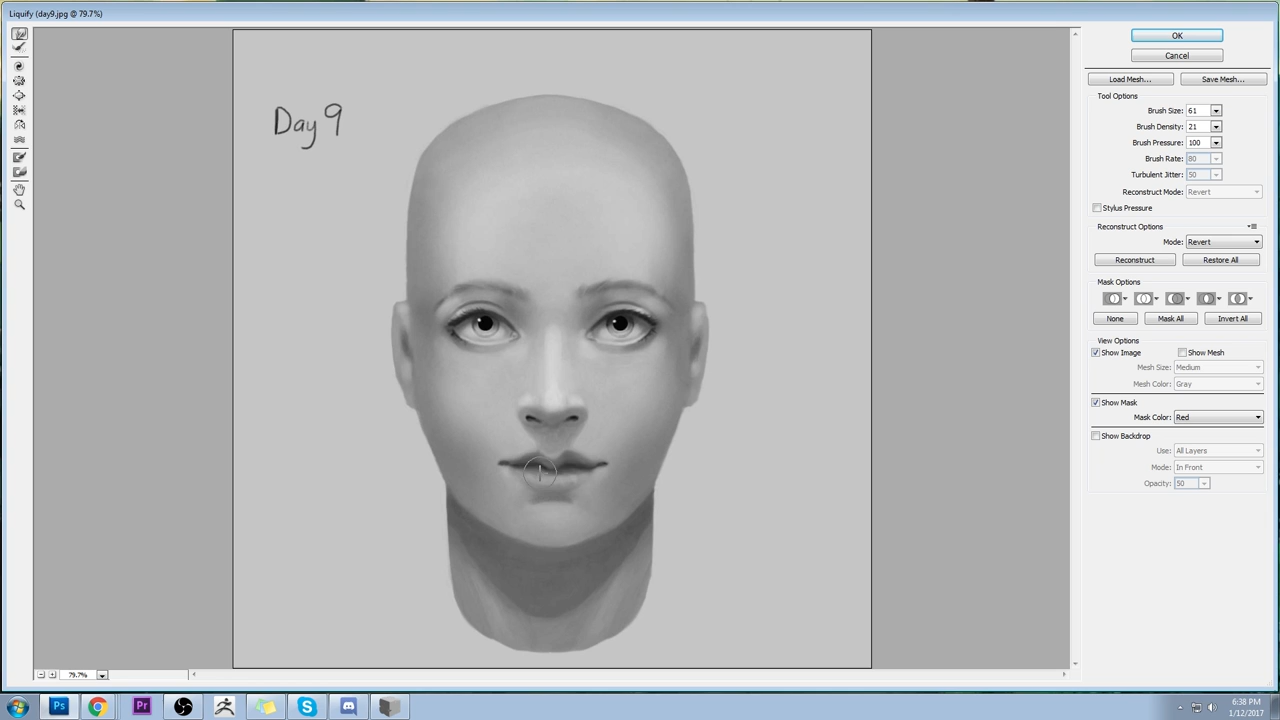 Liquify (day9.jpg @ 79.7%)
OK
Cancel
Load Mesh...
Save Mesh...
Tool Options
Brush Size: 61
Brush Density: 21
Brush Pressure: 100
Brush Rate: 80
Turbulent Jitter: 50
Reconstruct Mode: Revert
Stylus Pressure
Reconstruct Options
Mode: Revert
Reconstruct
Restore All
Mask Options
None
Mask All
Invert All
View Options
Show Image
Show Mesh
Mesh Size: Medium
Mesh Color: Gray
Show Mask
Mask Color: Red
Show Backdrop
Use: All Layers
Mode: In Front
Opacity: 50
Day 9
79.7%
Ps
Pr
S
6:38 PM
1/12/2017